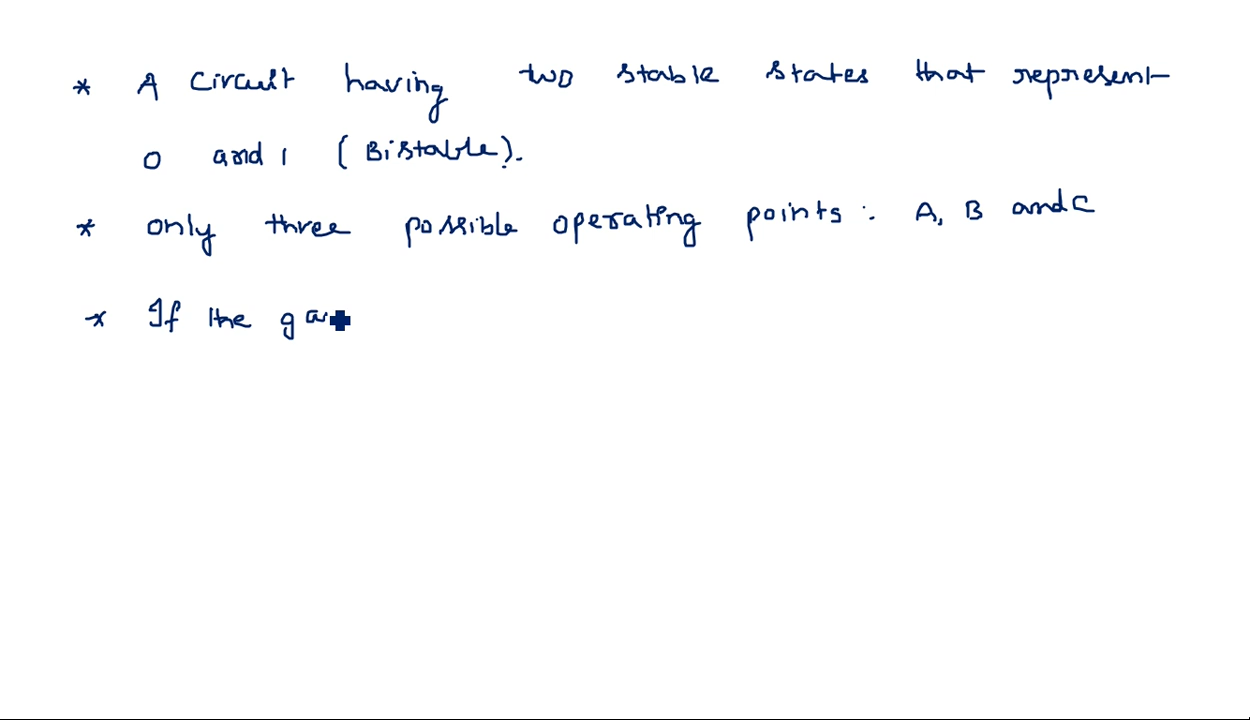 * A circuit having two stable states that represent
0 and 1 (Bistable).
* only three possible operating points : A, B and C
* If the ga